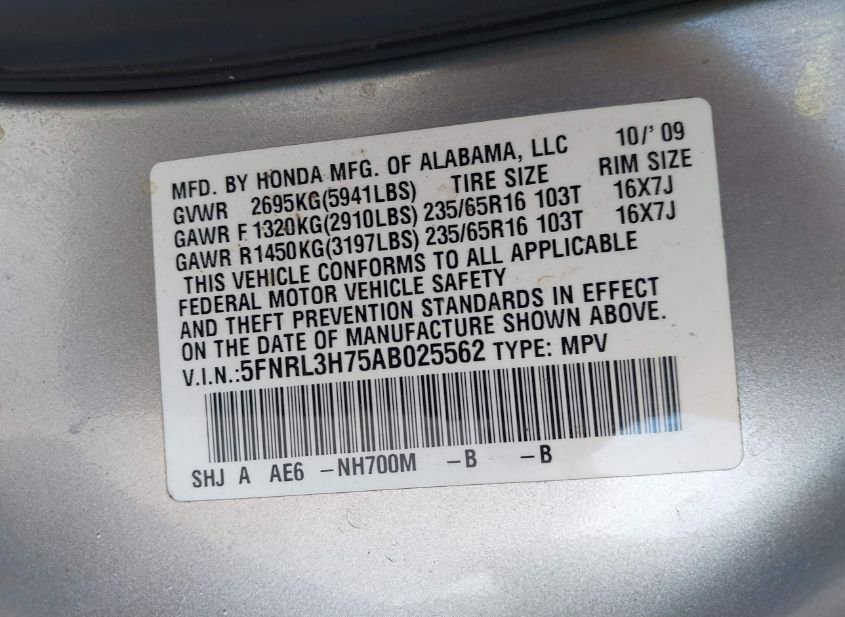 MFD. BY HONDA MFG. OF ALABAMA, LLC 10/'09
GVWR 2695KG(5941LBS) TIRE SIZE RIM SIZE
GAWR F 1320KG(2910LBS) 235/65R16 103T 16X7J
GAWR R 1450KG(3197LBS) 235/65R16 103T 16X7J
THIS VEHICLE CONFORMS TO ALL APPLICABLE
FEDERAL MOTOR VEHICLE SAFETY
AND THEFT PREVENTION STANDARDS IN EFFECT
ON THE DATE OF MANUFACTURE SHOWN ABOVE.
V.I.N.:5FNRL3H75AB025562 TYPE: MPV
SHJ A AE6 -NH700M -B -B